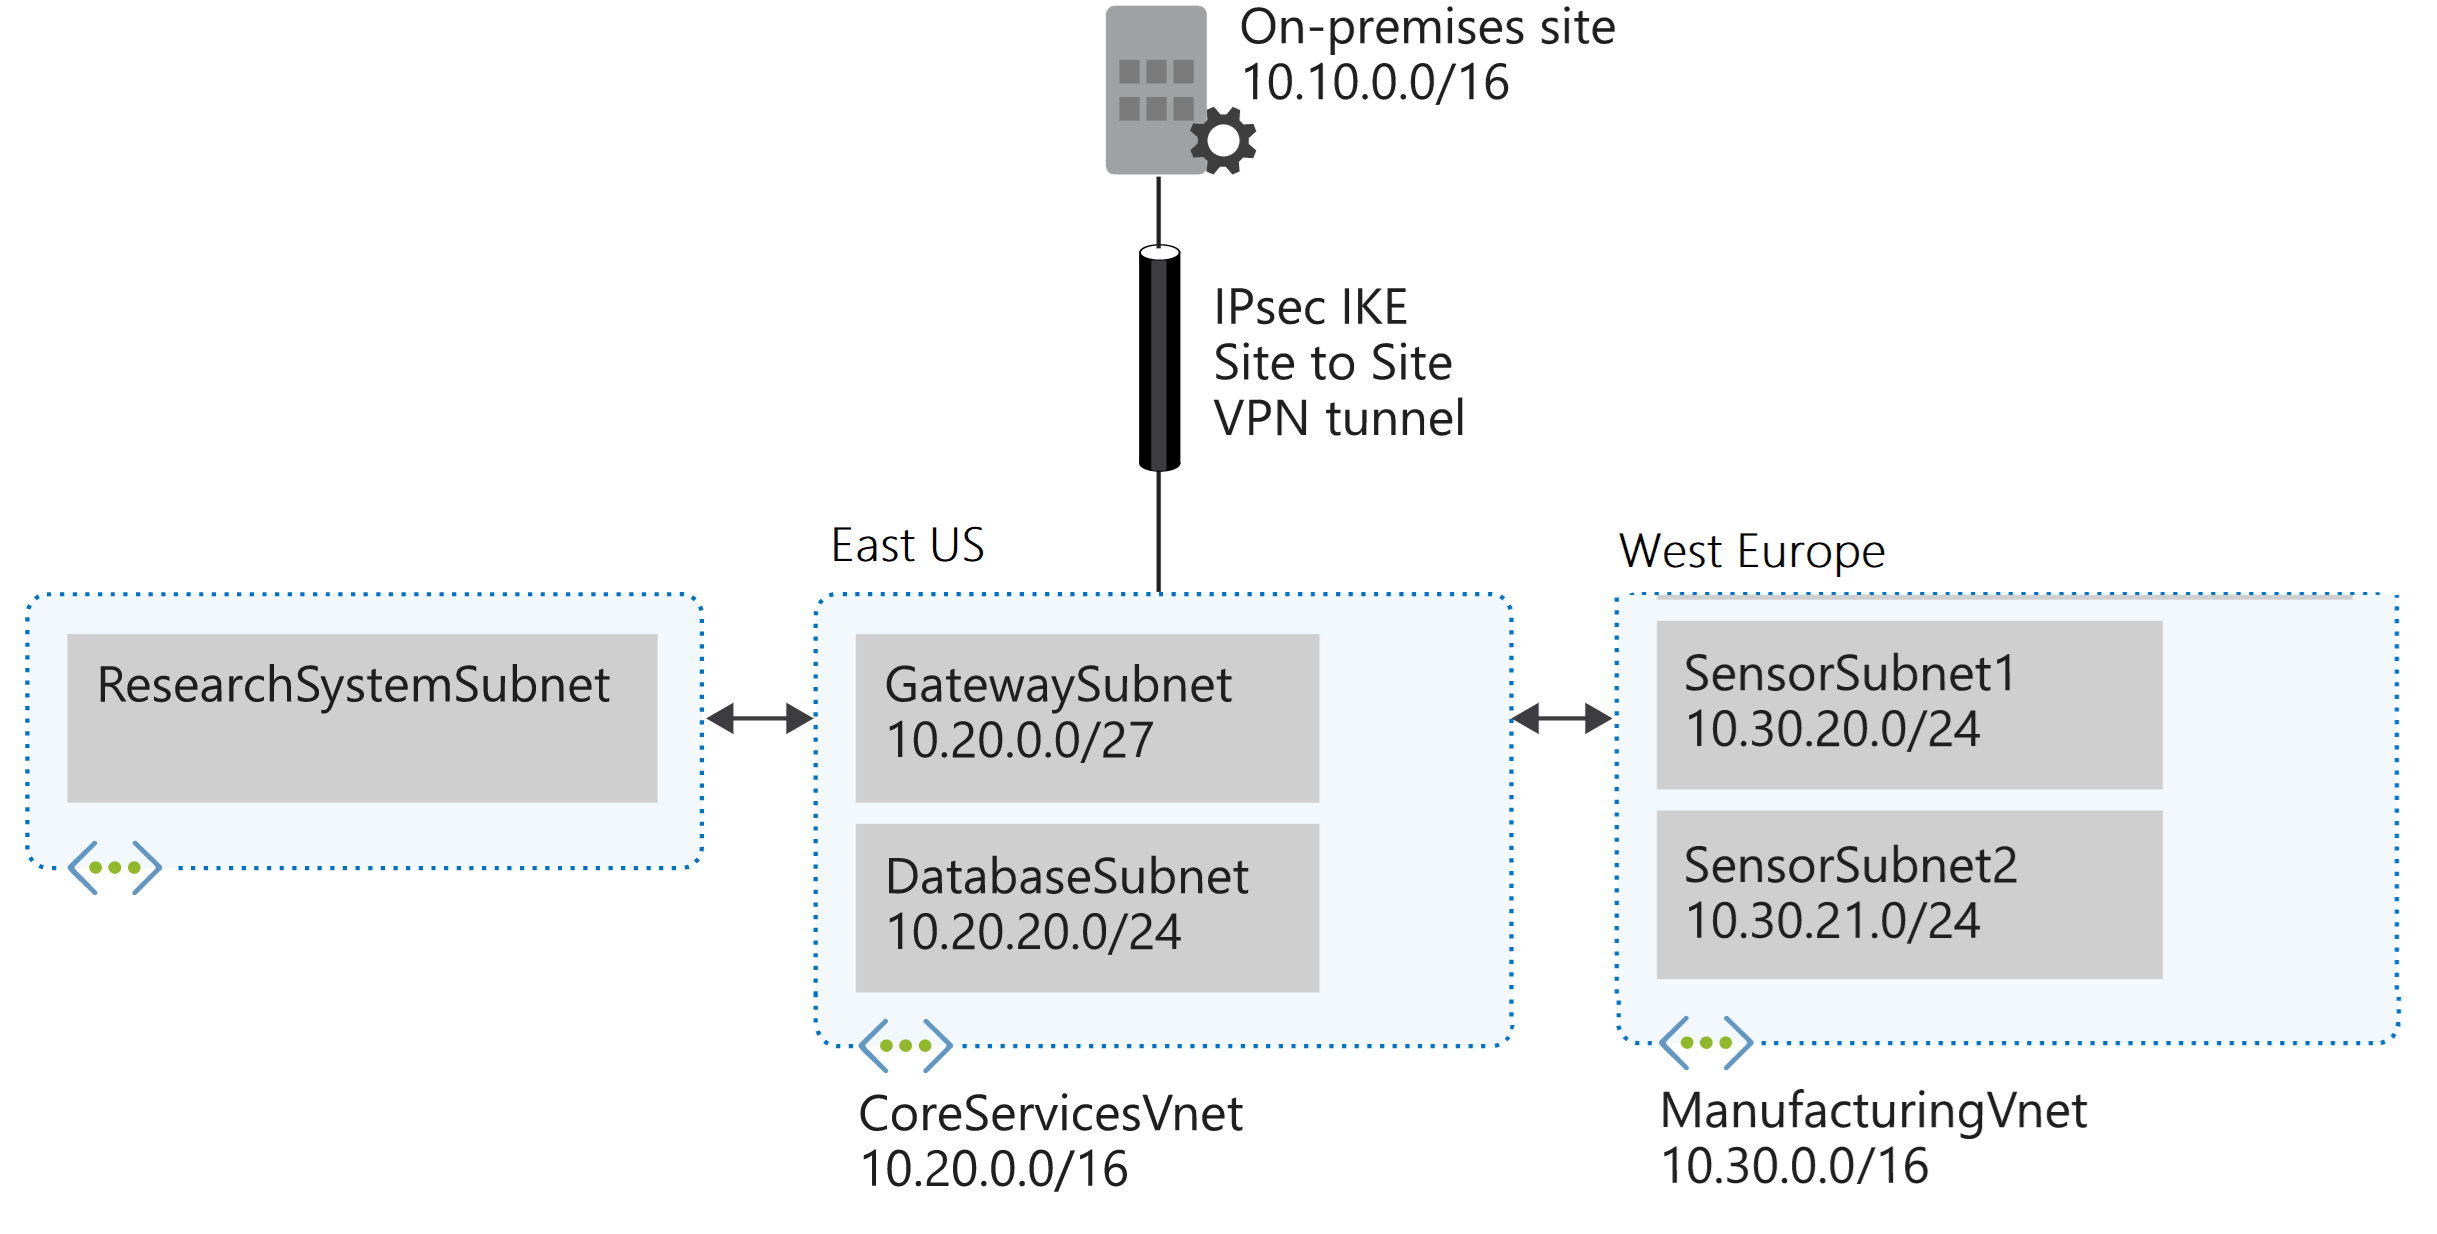 On-premises site
10.10.0.0/16
IPsec IKE
Site to Site
VPN tunnel
East US
West Europe
ResearchSystemSubnet
GatewaySubnet
10.20.0.0/27
DatabaseSubnet
10.20.20.0/24
SensorSubnet1
10.30.20.0/24
SensorSubnet2
10.30.21.0/24
CoreServicesVnet
10.20.0.0/16
ManufacturingVnet
10.30.0.0/16